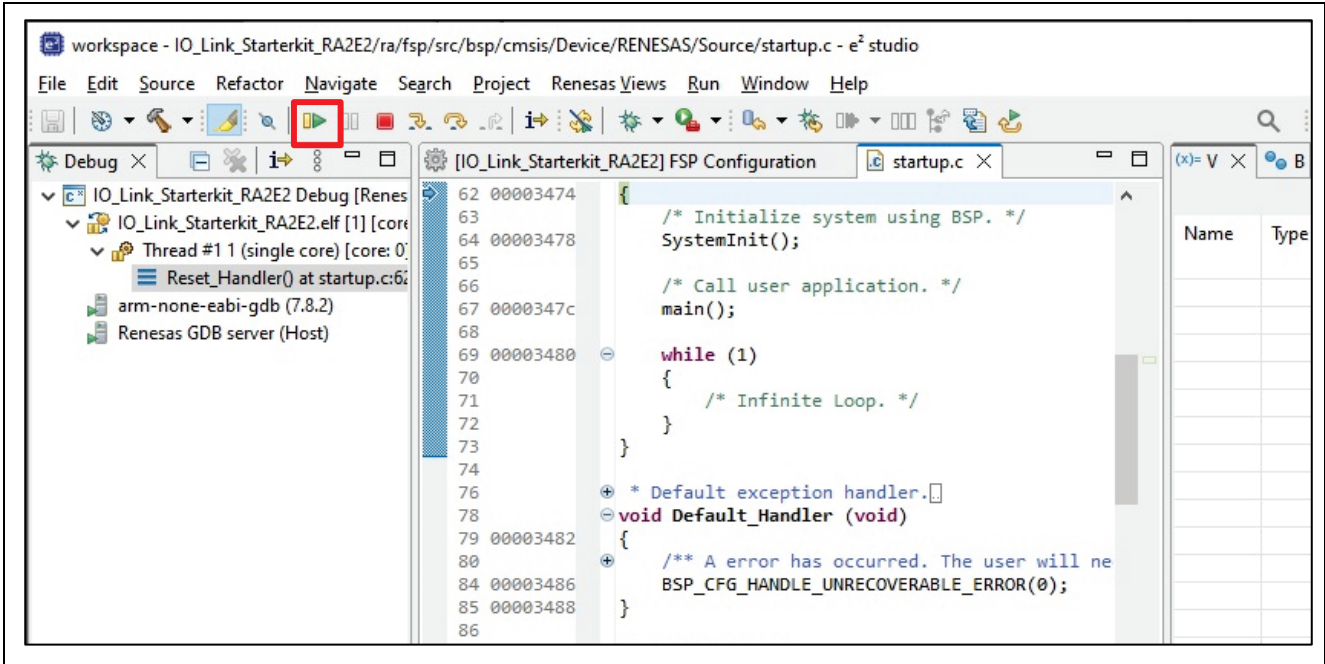 workspace - IO_Link_Starterkit_RA2E2/ra/fsp/src/bsp/cmsis/Device/RENESAS/Source/startup.c - e² studio
File Edit Source Refactor Navigate Search Project Renesas Views Run Window Help
Debug
[IO_Link_Starterkit_RA2E2] FSP Configuration
startup.c
(x)= V
B
IO_Link_Starterkit_RA2E2 Debug [Renes
IO_Link_Starterkit_RA2E2.elf [1] [core
Thread #1 1 (single core) [core: 0]
Reset_Handler() at startup.c:62
arm-none-eabi-gdb (7.8.2)
Renesas GDB server (Host)
62 00003474 {
63 /* Initialize system using BSP. */
64 00003478 SystemInit();
65
66 /* Call user application. */
67 0000347c main();
68
69 00003480 while (1)
70 {
71 /* Infinite Loop. */
72 }
73 }
74
76 * Default exception handler.
78 void Default_Handler (void)
79 00003482 {
80 /** A error has occurred. The user will ne
84 00003486 BSP_CFG_HANDLE_UNRECOVERABLE_ERROR(0);
85 00003488 }
86
Name Type